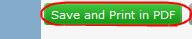 Save and Print in PDF